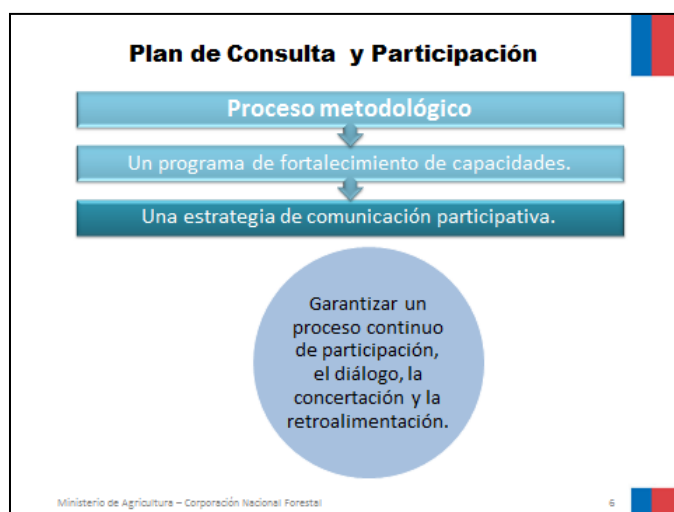 Plan de Consulta y Participación
Proceso metodológico
Un programa de fortalecimiento de capacidades.
Una estrategia de comunicación participativa.
Garantizar un
proceso continuo
de participación,
el diálogo, la
concertación y la
retroalimentación.
Ministerio de Agricultura – Corporación Nacional Forestal
6